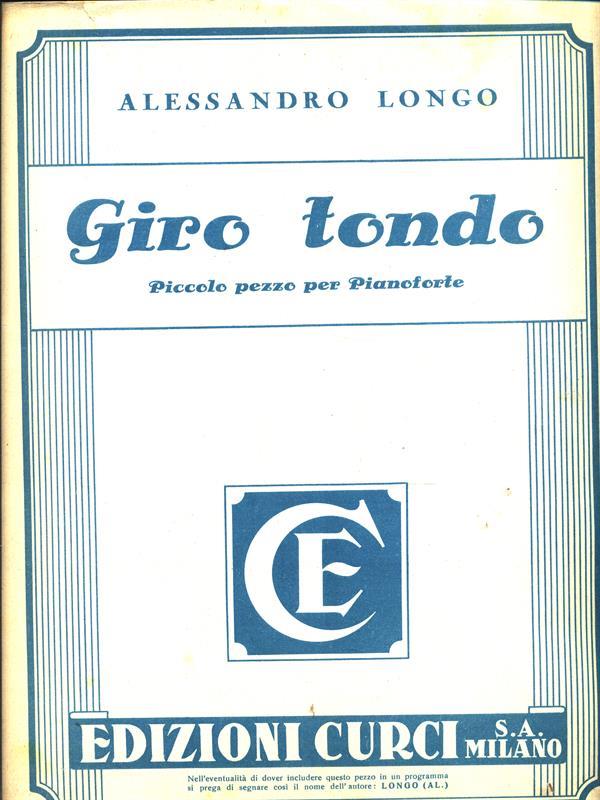 ALESSANDRO LONGO
Giro tondo
Piccolo pezzo per Pianoforte
CE
EDIZIONI CURCI S.A. MILANO
Nell'eventualità di dover includere questo pezzo in un programma
si prega di segnare così il nome dell'autore: LONGO (AL.)